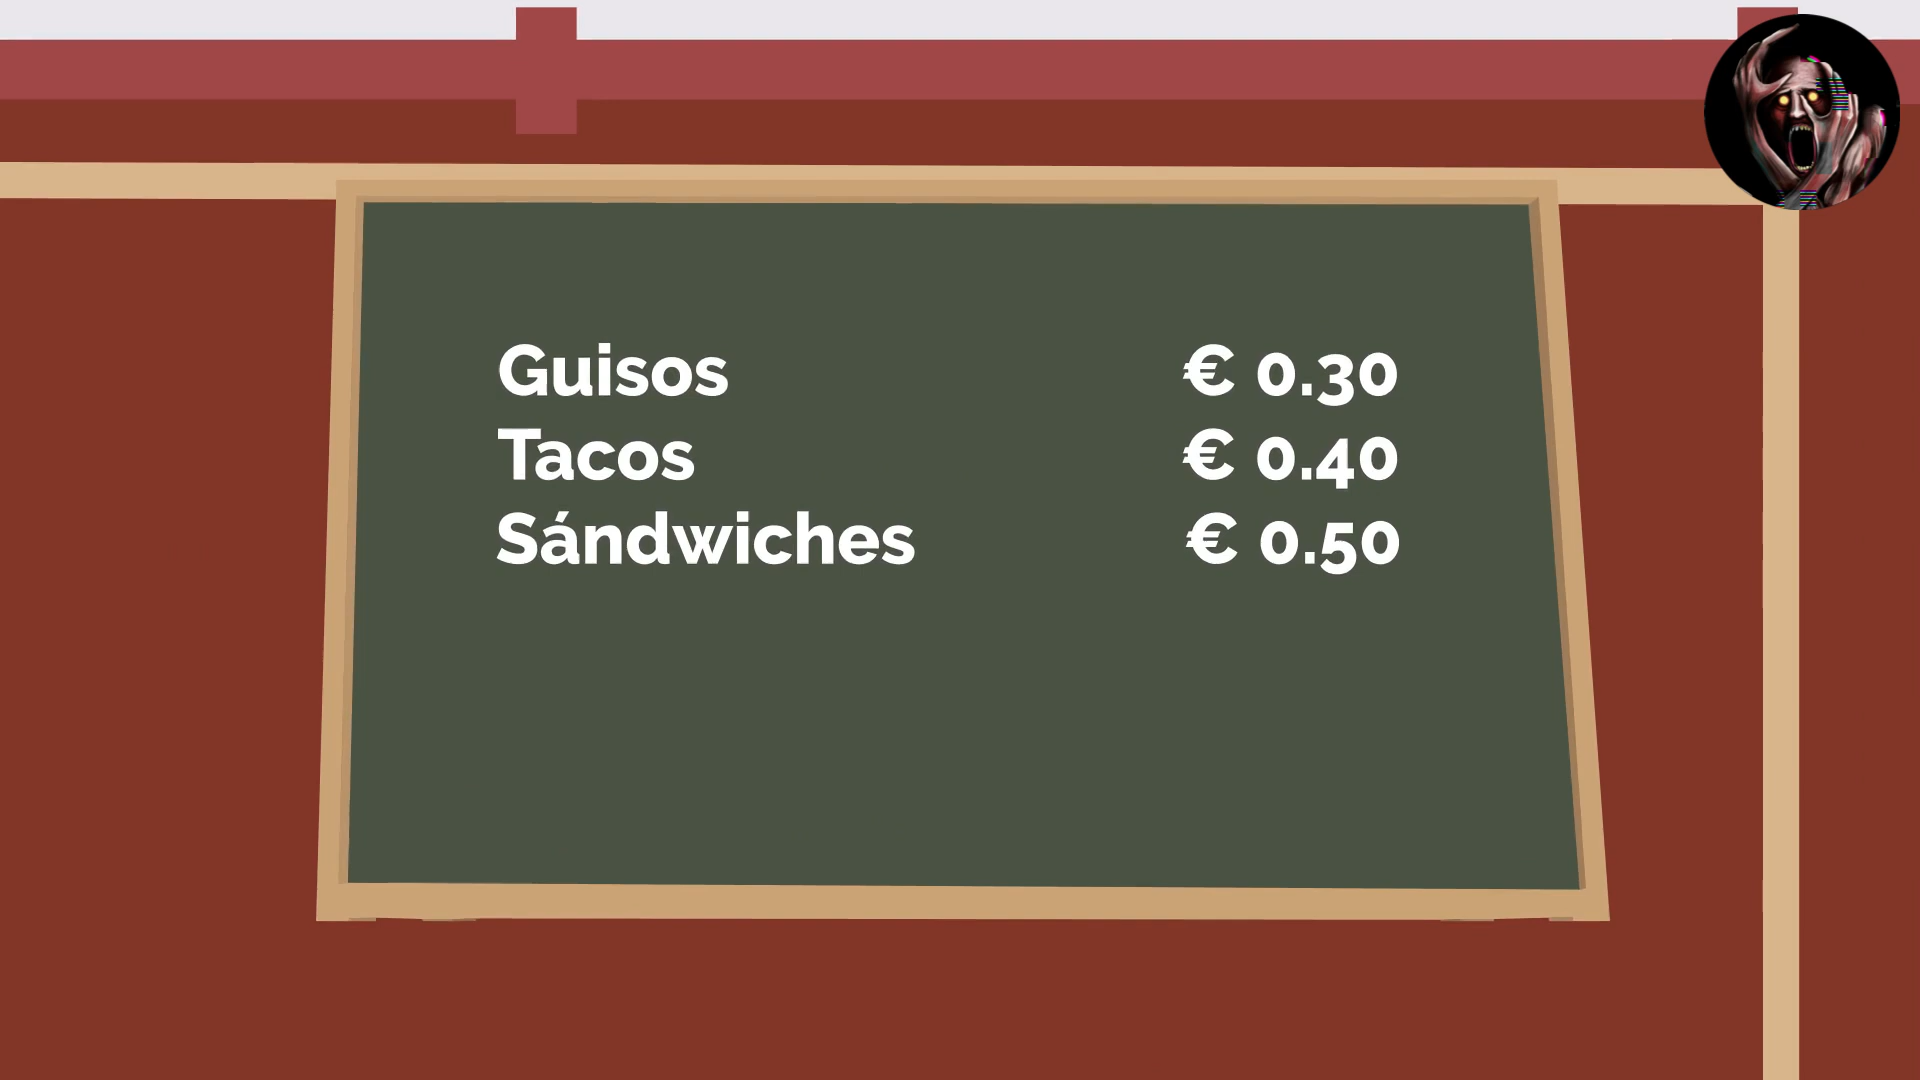 Guisos € 0.30
Tacos € 0.40
Sándwiches € 0.50